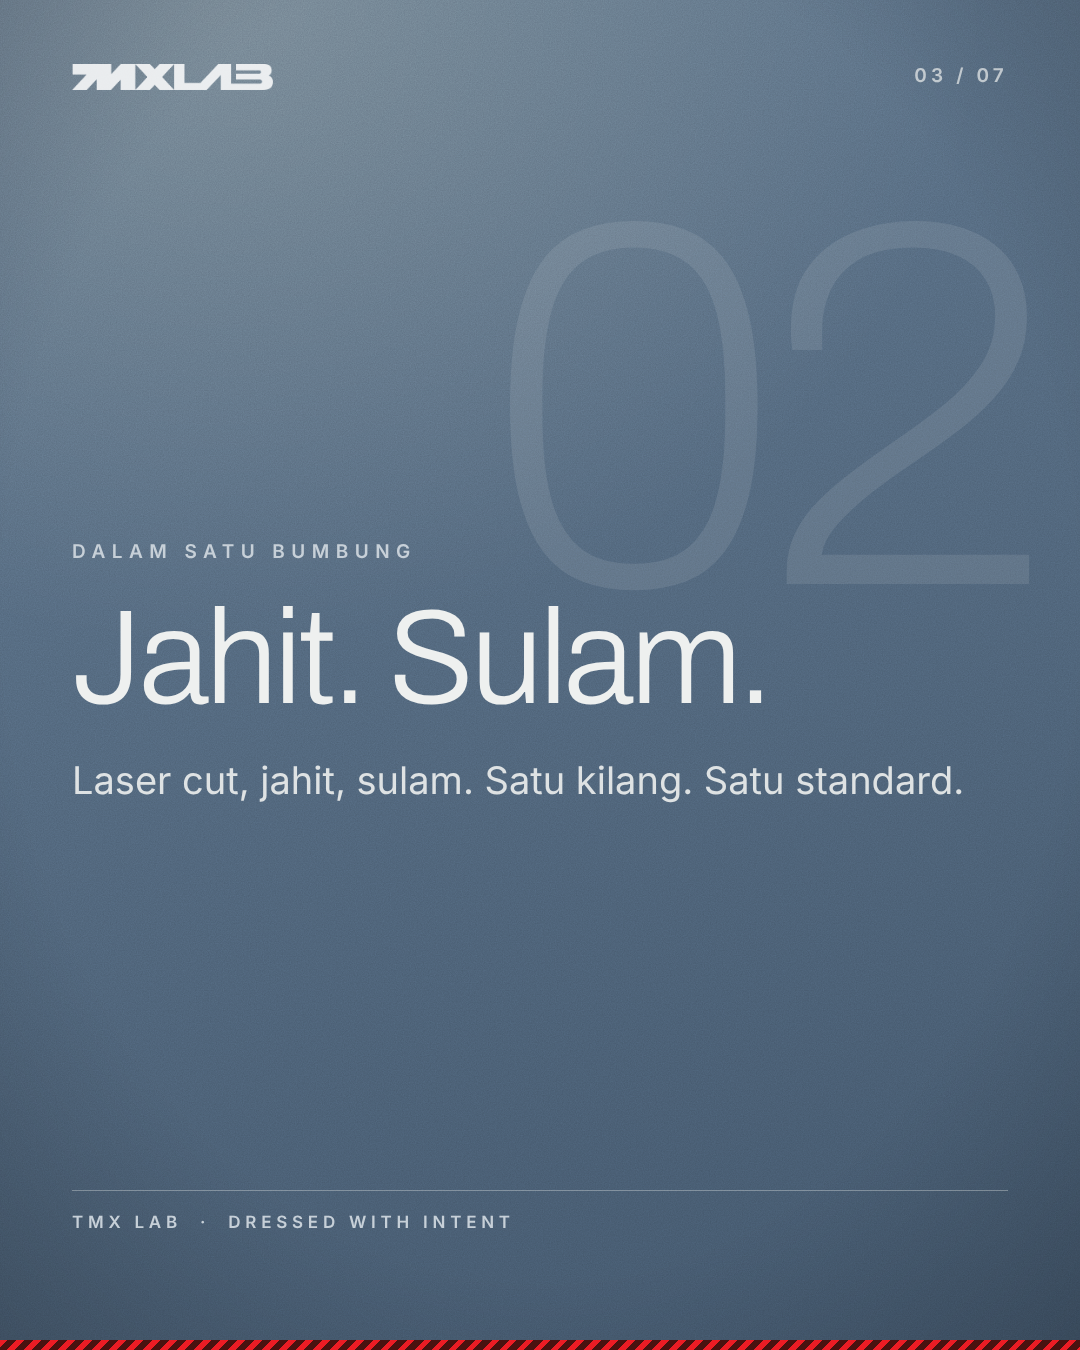 TMXLAB
03 / 07
02
DALAM SATU BUMBUNG
Jahit. Sulam.
Laser cut, jahit, sulam. Satu kilang. Satu standard.
TMX LAB · DRESSED WITH INTENT